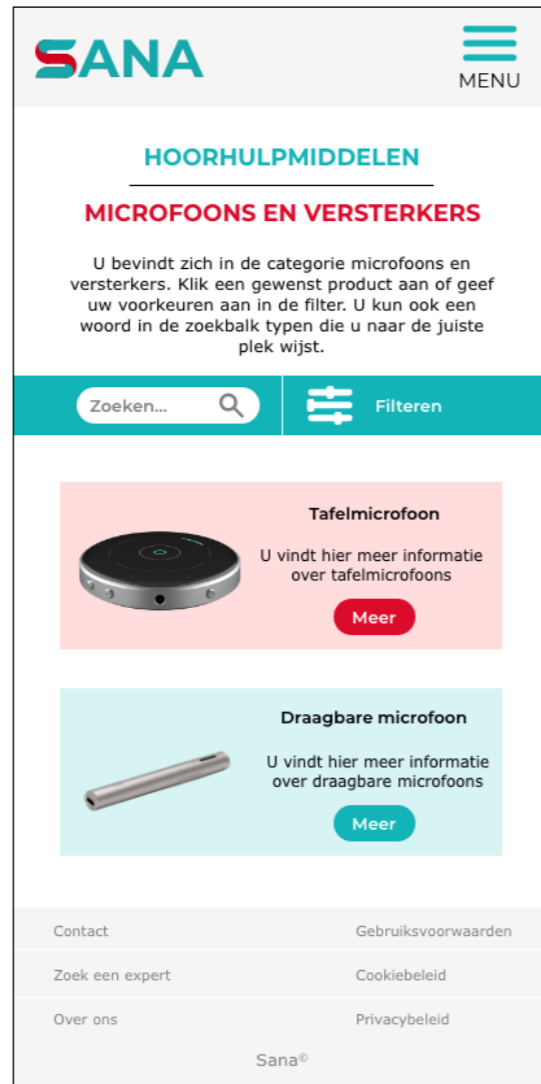 SANA
MENU
HOORHULPMIDDELEN
MICROFOONS EN VERSTERKERS
U bevindt zich in de categorie microfoons en
versterkers. Klik een gewenst product aan of geef
uw voorkeuren aan in de filter. U kun ook een
woord in de zoekbalk typen die u naar de juiste
plek wijst.
Zoeken...
Filteren
Tafelmicrofoon
U vindt hier meer informatie
over tafelmicrofoons
Meer
Draagbare microfoon
U vindt hier meer informatie
over draagbare microfoons
Meer
Contact
Gebruiksvoorwaarden
Zoek een expert
Cookiebeleid
Over ons
Privacybeleid
Sana©